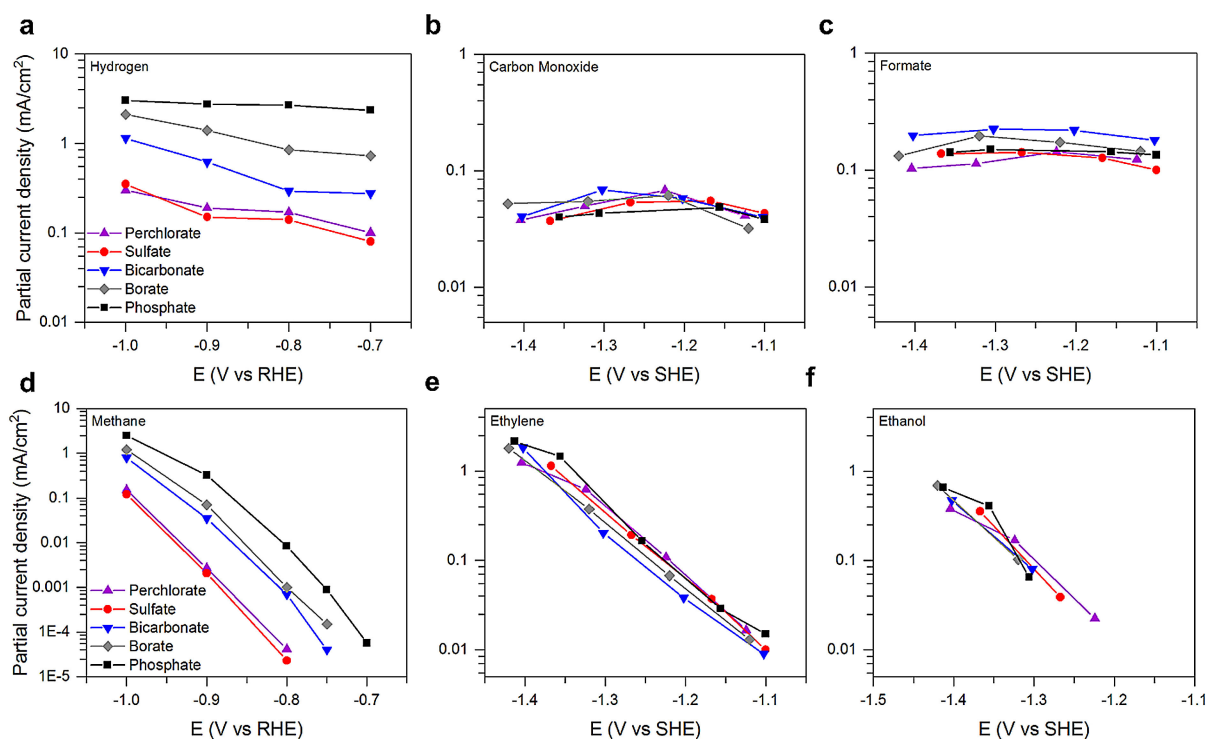 a
b
c
Hydrogen
Carbon Monoxide
Formate
Partial current density (mA/cm2)
10
1
0.1
0.01
1
0.1
0.01
1
0.1
0.01
Perchlorate
Sulfate
Bicarbonate
Borate
Phosphate
-1.0 -0.9 -0.8 -0.7
-1.4 -1.3 -1.2 -1.1
-1.4 -1.3 -1.2 -1.1
E (V vs RHE)
E (V vs SHE)
E (V vs SHE)
d
e
f
Methane
Ethylene
Ethanol
Partial current density (mA/cm2)
10
1
0.1
0.01
0.001
1E-4
1E-5
1
0.1
0.01
1
0.1
0.01
Perchlorate
Sulfate
Bicarbonate
Borate
Phosphate
-1.0 -0.9 -0.8 -0.7
-1.4 -1.3 -1.2 -1.1
-1.5 -1.4 -1.3 -1.2 -1.1
E (V vs RHE)
E (V vs SHE)
E (V vs SHE)